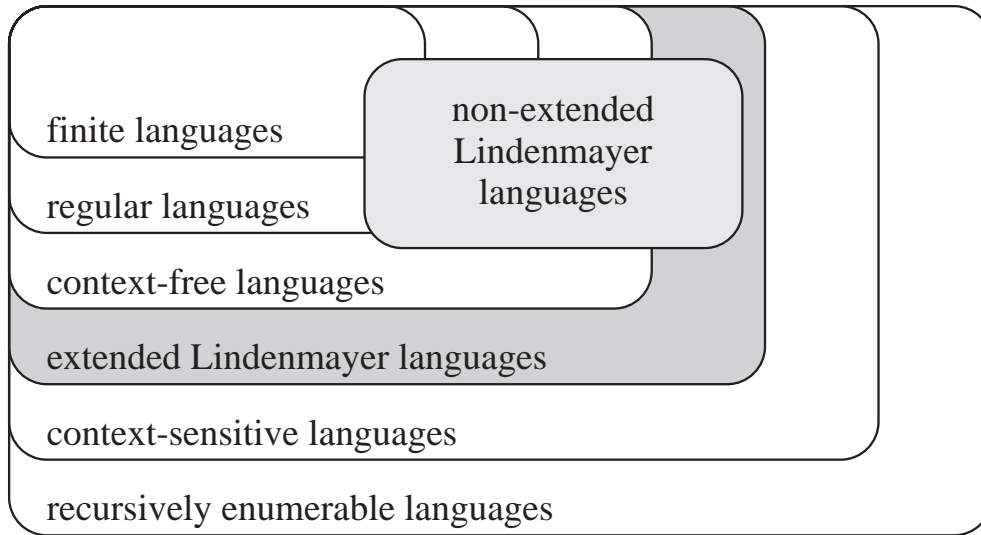 non-extended
Lindenmayer
languages
finite languages
regular languages
context-free languages
extended Lindenmayer languages
context-sensitive languages
recursively enumerable languages